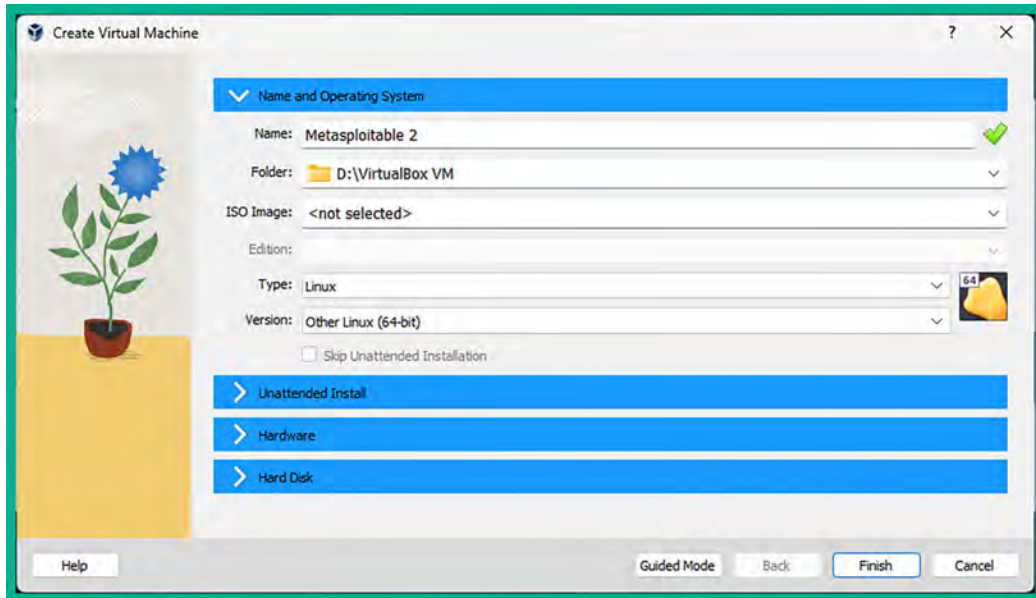 Create Virtual Machine ?
Name and Operating System
Name: Metasploitable 2
Folder: D:\VirtualBox VM
ISO Image: <not selected>
Edition:
Type: Linux 64
Version: Other Linux (64-bit)
Skip Unattended Installation
Unattended Install
Hardware
Hard Disk
Help Guided Mode Back Finish Cancel